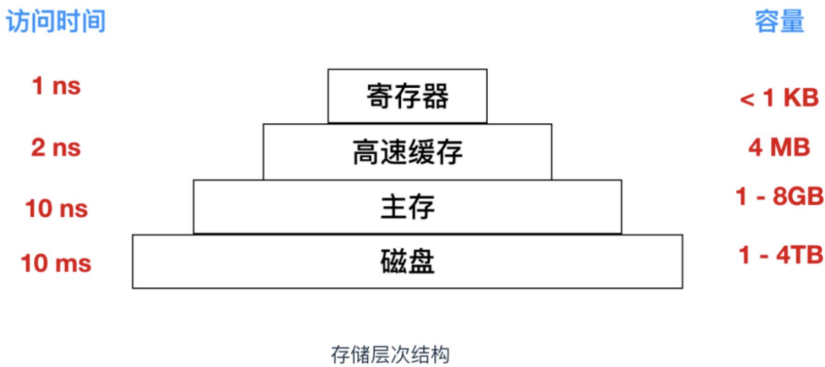 访问时间 容量
1 ns 寄存器 < 1 KB
2 ns 高速缓存 4 MB
10 ns 主存 1 - 8GB
10 ms 磁盘 1 - 4TB
存储层次结构